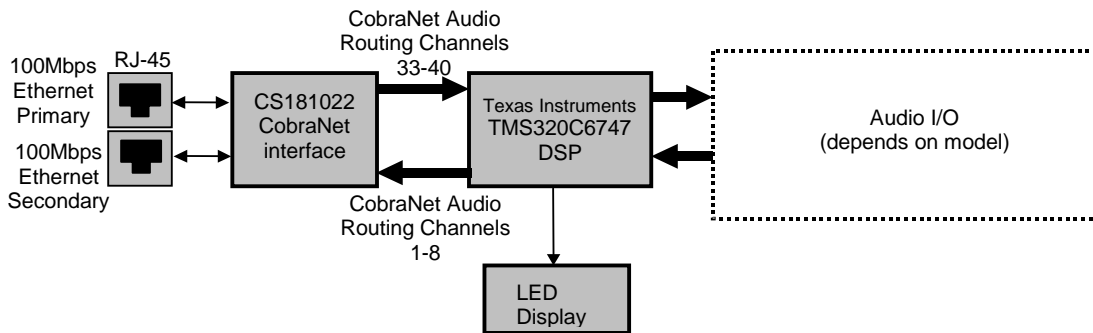 CobraNet Audio
Routing Channels
33-40
RJ-45
100Mbps
Ethernet
Primary
100Mbps
Ethernet
Secondary
CS181022
CobraNet
interface
Texas Instruments
TMS320C6747
DSP
Audio I/O
(depends on model)
CobraNet Audio
Routing Channels
1-8
LED
Display